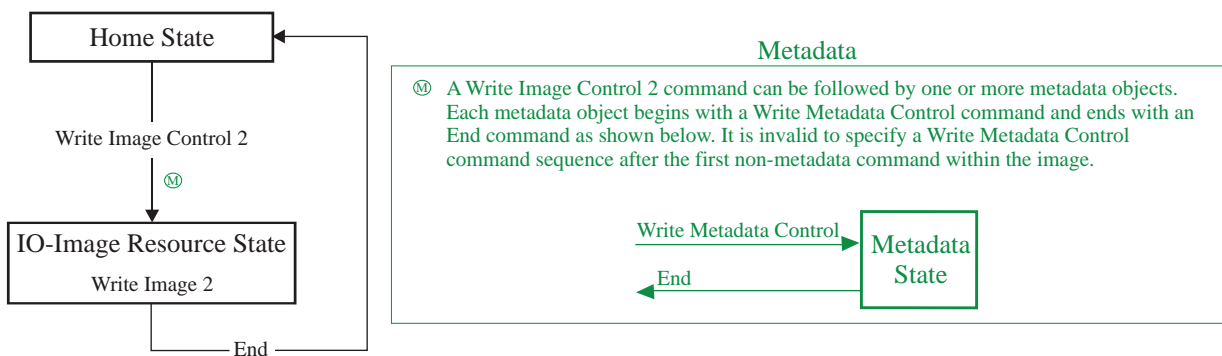 Home State
Write Image Control 2
Ⓜ
IO-Image Resource State
Write Image 2
End
Metadata
Ⓜ A Write Image Control 2 command can be followed by one or more metadata objects.
Each metadata object begins with a Write Metadata Control command and ends with an
End command as shown below. It is invalid to specify a Write Metadata Control
command sequence after the first non-metadata command within the image.
Write Metadata Control
End
Metadata
State